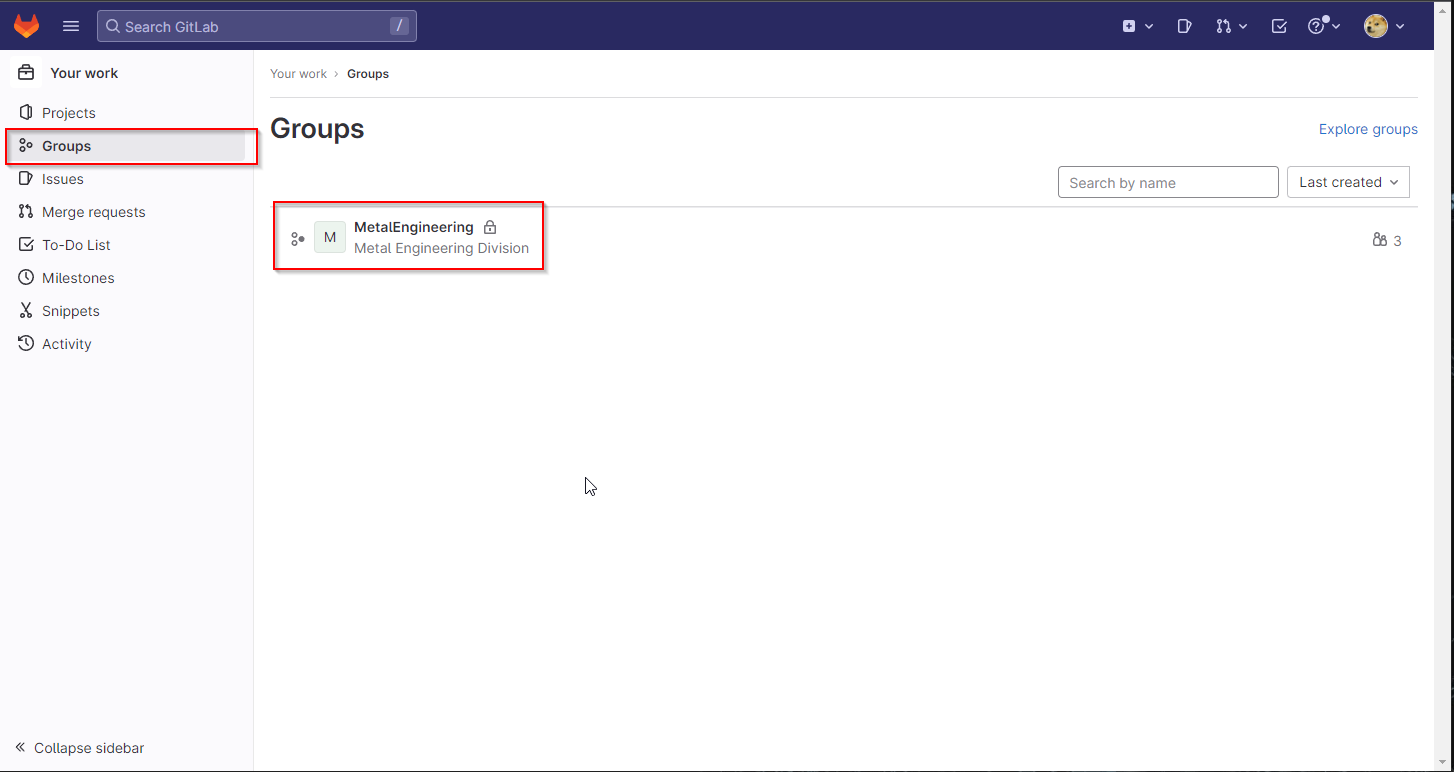 Search GitLab /
Your work
Projects
Groups
Issues
Merge requests
To-Do List
Milestones
Snippets
Activity
Collapse sidebar
Your work › Groups
Groups
Explore groups
Search by name
Last created
M
MetalEngineering
Metal Engineering Division
3